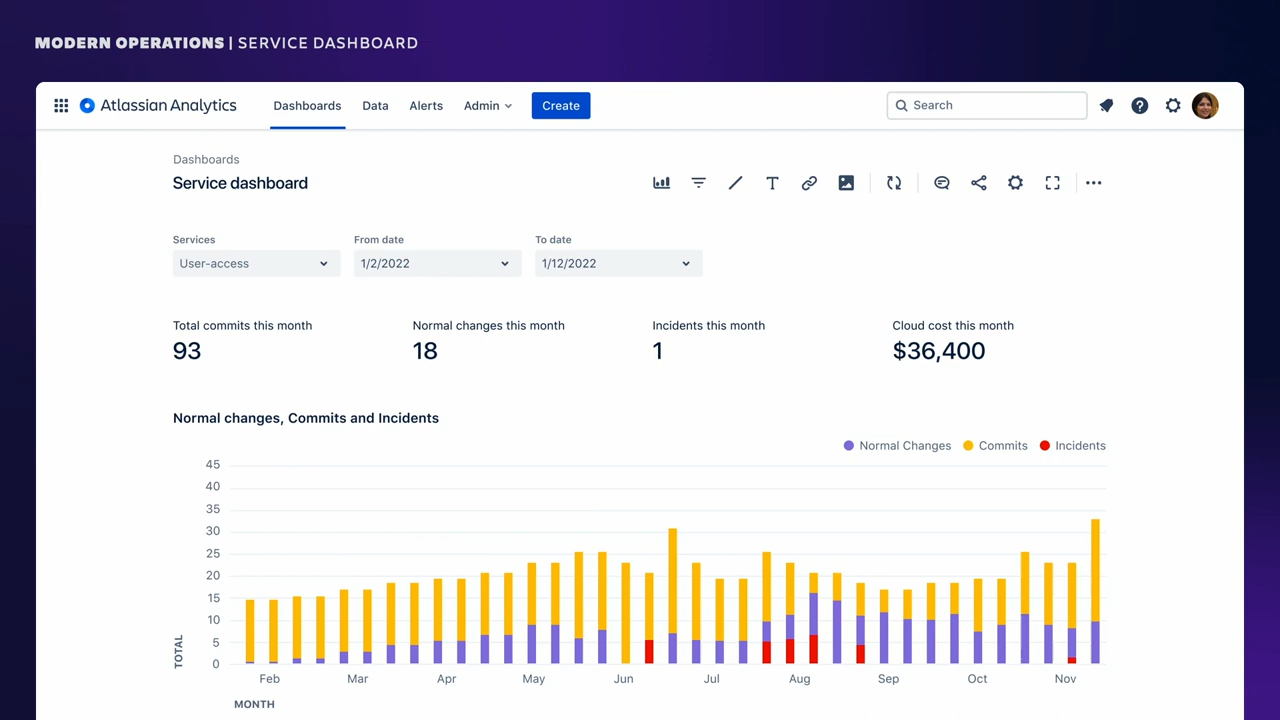 MODERN OPERATIONS | SERVICE DASHBOARD
Atlassian Analytics
Dashboards
Data
Alerts
Admin
Create
Search
Dashboards
Service dashboard
Services
From date
To date
User-access
1/2/2022
1/12/2022
Total commits this month
Normal changes this month
Incidents this month
Cloud cost this month
93
18
1
$36,400
Normal changes, Commits and Incidents
Normal Changes
Commits
Incidents
45
40
35
30
25
20
15
10
5
0
TOTAL
Feb
Mar
Apr
May
Jun
Jul
Aug
Sep
Oct
Nov
MONTH